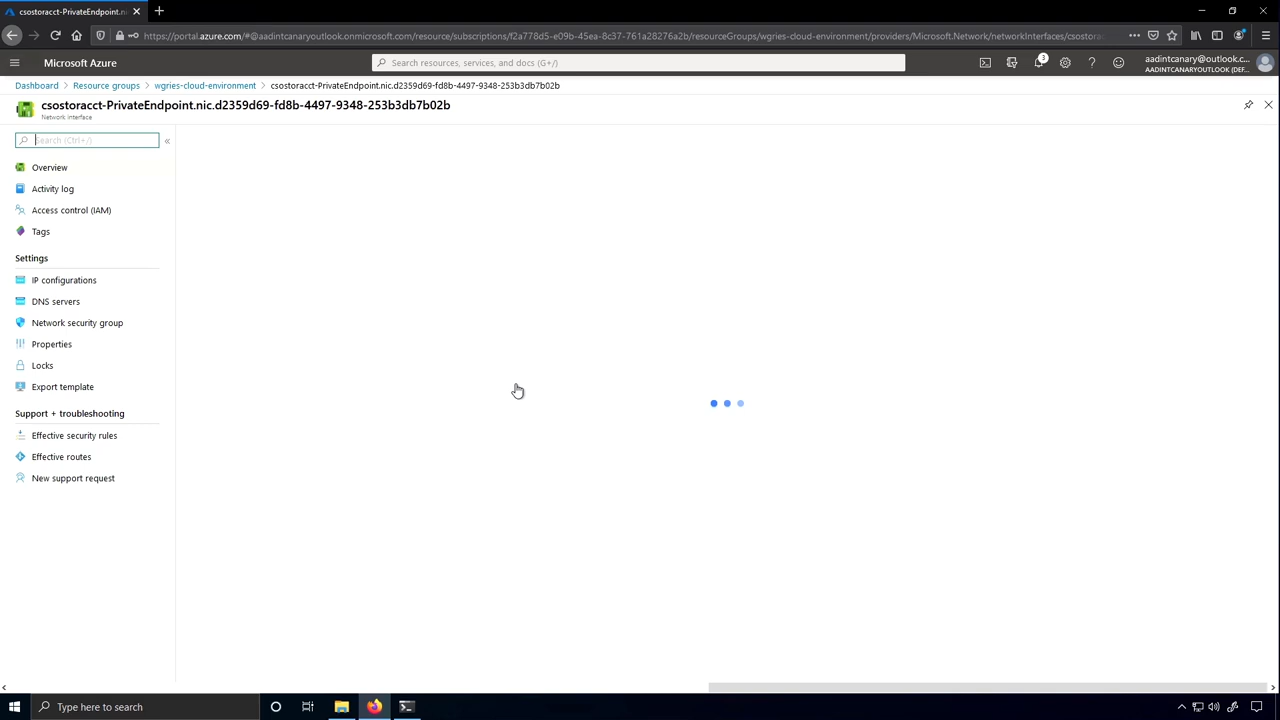 csostoracct-PrivateEndpoint.ni
https://portal.azure.com/#@aadintcanaryoutlook.onmicrosoft.com/resource/subscriptions/f2a778d5-e09b-45ea-8c37-761a28276a2b/resourceGroups/wgries-cloud-environment/providers/Microsoft.Network/networkInterfaces/csostorac
Microsoft Azure
Search resources, services, and docs (G+/)
3
aadintcanary@outlook.c...
AADINTCANARYOUTLOOK (DEF...
Dashboard > Resource groups > wgries-cloud-environment > csostoracct-PrivateEndpoint.nic.d2359d69-fd8b-4497-9348-253b3db7b02b
csostoracct-PrivateEndpoint.nic.d2359d69-fd8b-4497-9348-253b3db7b02b
Network interface
Search (Ctrl+/)
«
Overview
Activity log
Access control (IAM)
Tags
Settings
IP configurations
DNS servers
Network security group
Properties
Locks
Export template
Support + troubleshooting
Effective security rules
Effective routes
New support request
Type here to search